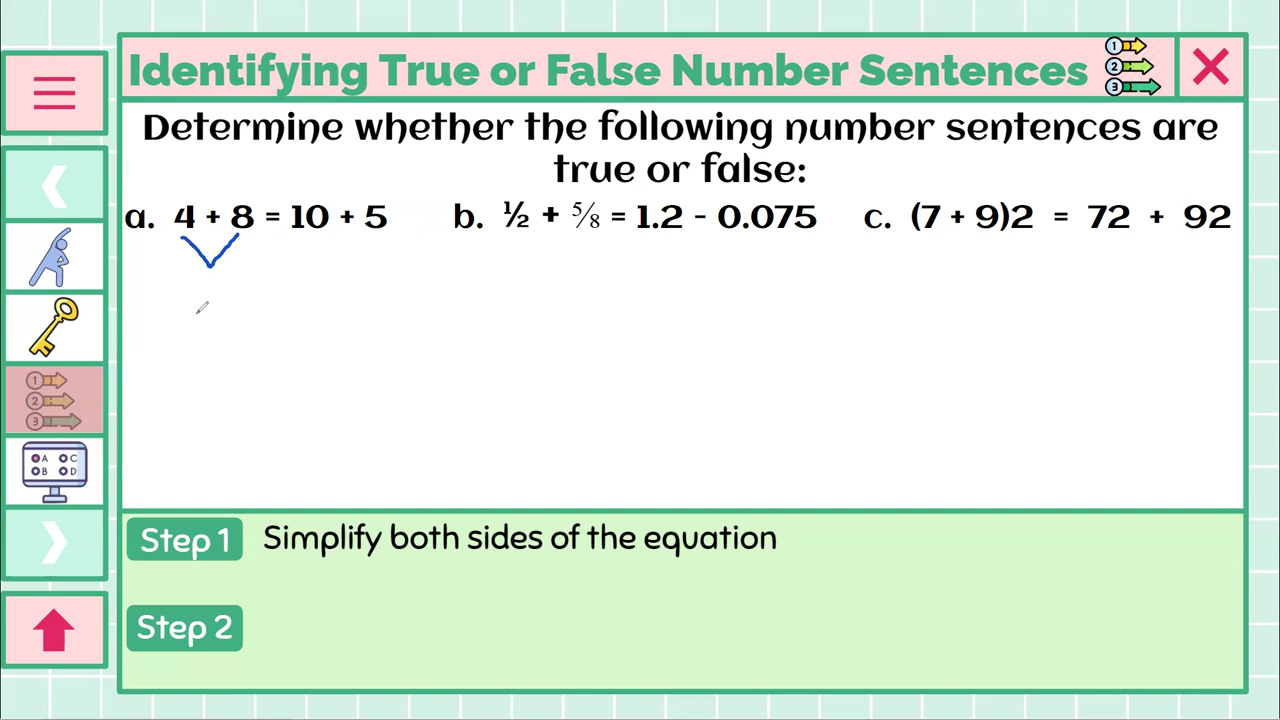 Identifying True or False Number Sentences
Determine whether the following number sentences are
true or false:
a. 4 + 8 = 10 + 5 b. ½ + ⅝ = 1.2 - 0.075 c. (7 + 9)2 = 72 + 92
Step 1 Simplify both sides of the equation
Step 2